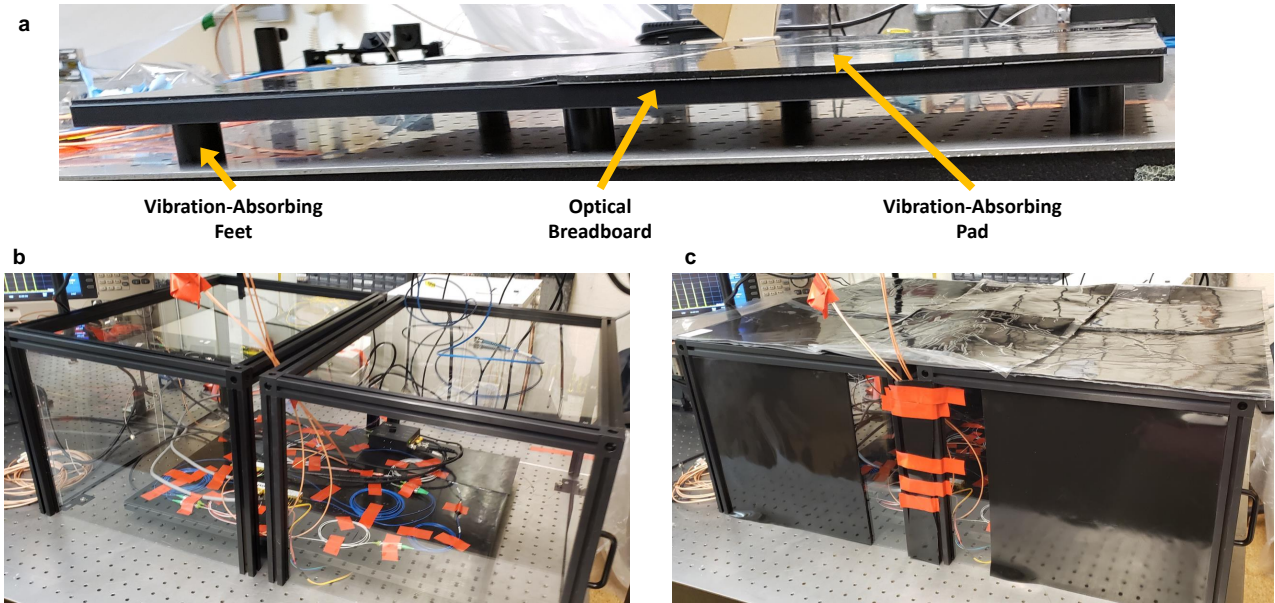 a
Vibration-Absorbing
Feet
Optical
Breadboard
Vibration-Absorbing
Pad
b
c